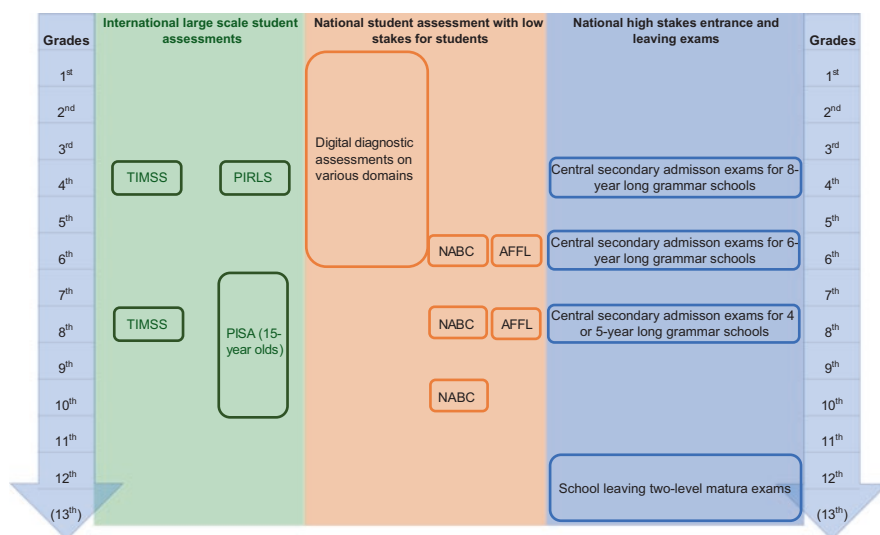 Grades
International large scale student
assessments
National student assessment with low
stakes for students
National high stakes entrance and
leaving exams
Grades
1st
1st
2nd
2nd
Digital diagnostic
assessments on
various domains
3rd
3rd
TIMSS
PIRLS
Central secondary admisson exams for 8-
year long grammar schools
4th
4th
5th
5th
NABC
AFFL
Central secondary admisson exams for 6-
year long grammar schools
6th
6th
7th
7th
TIMSS
PISA (15-
year olds)
NABC
AFFL
Central secondary admisson exams for 4
or 5-year long grammar schools
8th
8th
9th
9th
NABC
10th
10th
11th
11th
12th
School leaving two-level matura exams
12th
(13th)
(13th)